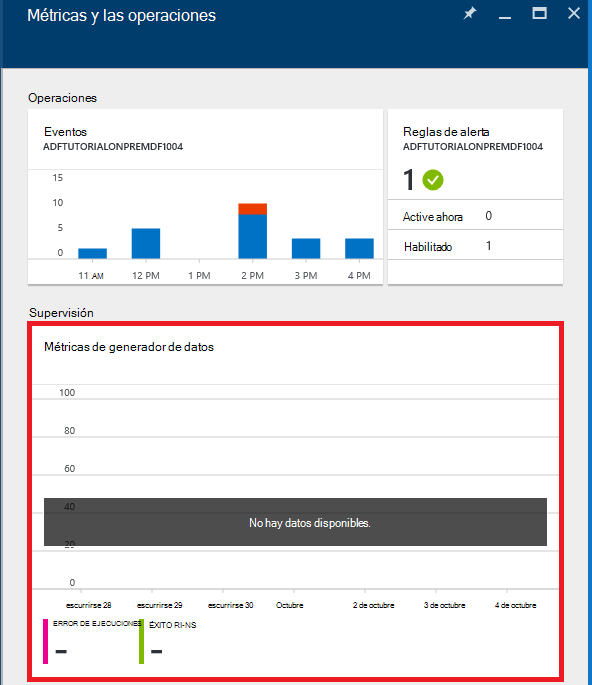 Métricas y las operaciones
Operaciones
Eventos
ADFTUTORIALONPREMDF1004
15
10
5
0
11 AM 12 PM 1 PM 2 PM 3 PM 4 PM
Reglas de alerta
ADFTUTORIALONPREMDF1004
1
Active ahora 0
Habilitado 1
Supervisión
Métricas de generador de datos
100
80
60
40
No hay datos disponibles.
20
0
escurrirse 28 escurrirse 29 escurrirse 30 Octubre 2 de octubre 3 de octubre 4 de octubre
ERROR DE EJECUCIONES ÉXITO RI-NS
– –